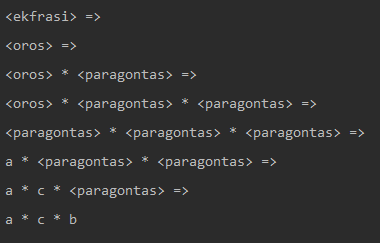 <ekfrasi> =>
<oros> =>
<oros> * <paragontas> =>
<oros> * <paragontas> * <paragontas> =>
<paragontas> * <paragontas> * <paragontas> =>
a * <paragontas> * <paragontas> =>
a * c * <paragontas> =>
a * c * b